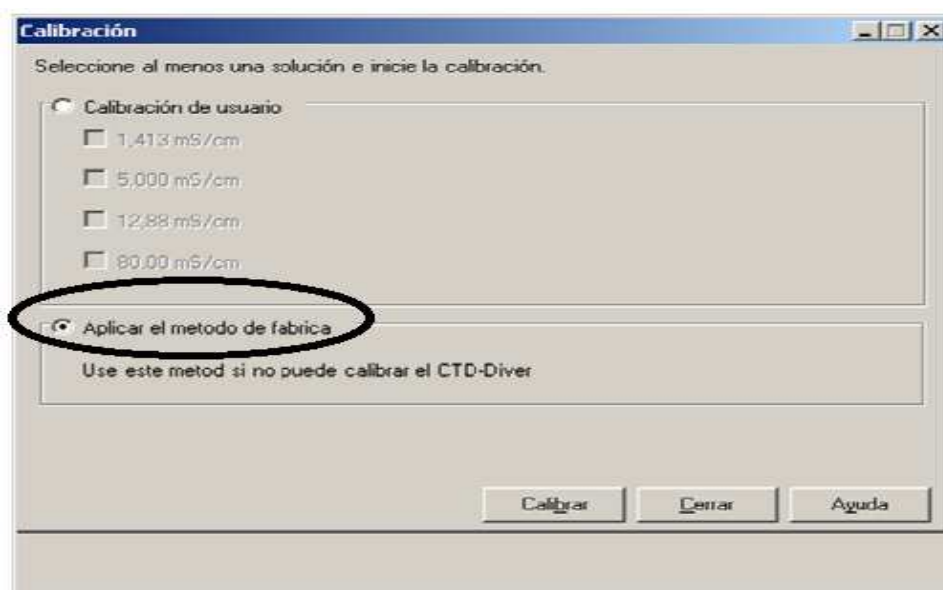 Calibración
Seleccione al menos una solución e inicie la calibración.
Calibración de usuario
1,413 mS/cm
5,000 mS/cm
12,88 mS/cm
80,00 mS/cm
Aplicar el metodo de fabrica
Use este metod si no puede calibrar el CTD-Diver
Calibrar Cerrar Ayuda